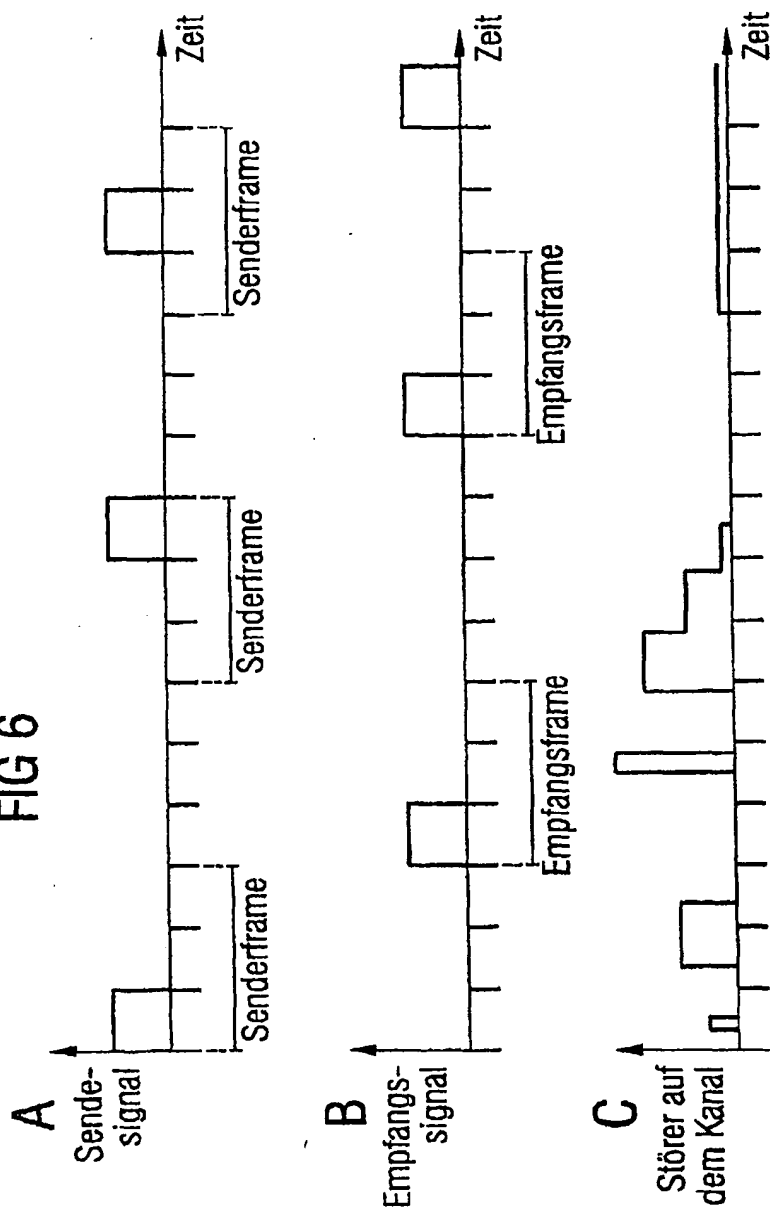 FIG 6
A
Sende-
signal
Senderframe
Senderframe
Senderframe
Zeit
B
Empfangs-
signal
Empfangsframe
Empfangsframe
Zeit
C
Störer auf
dem Kanal
Zeit